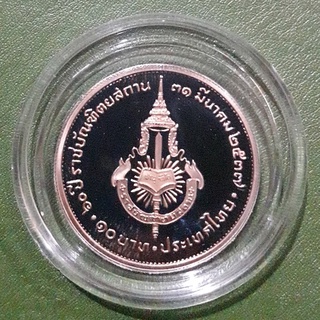 ๖๐ ปี ราชบัณฑิตยสถาน ๓๑ มีนาคม ๒๕๓๗
๑๐ บาท • ประเทศไทย •